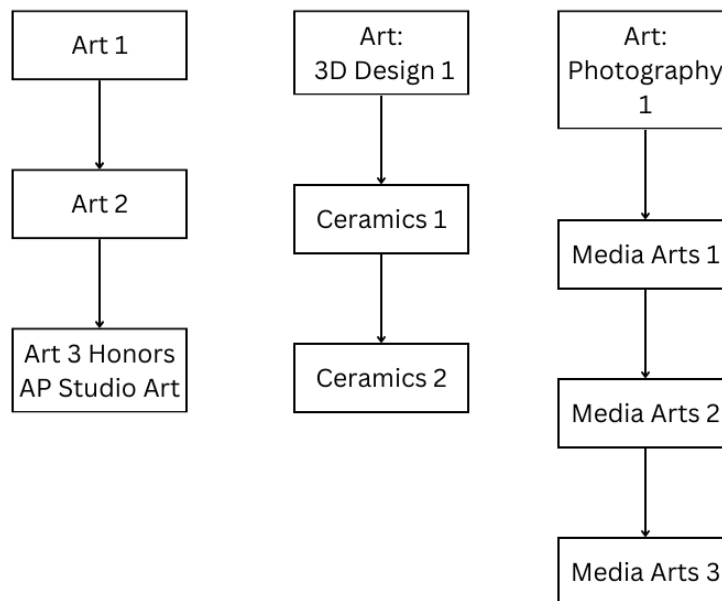 Art 1
Art 2
Art 3 Honors
AP Studio Art
Art:
3D Design 1
Ceramics 1
Ceramics 2
Art:
Photography
1
Media Arts 1
Media Arts 2
Media Arts 3